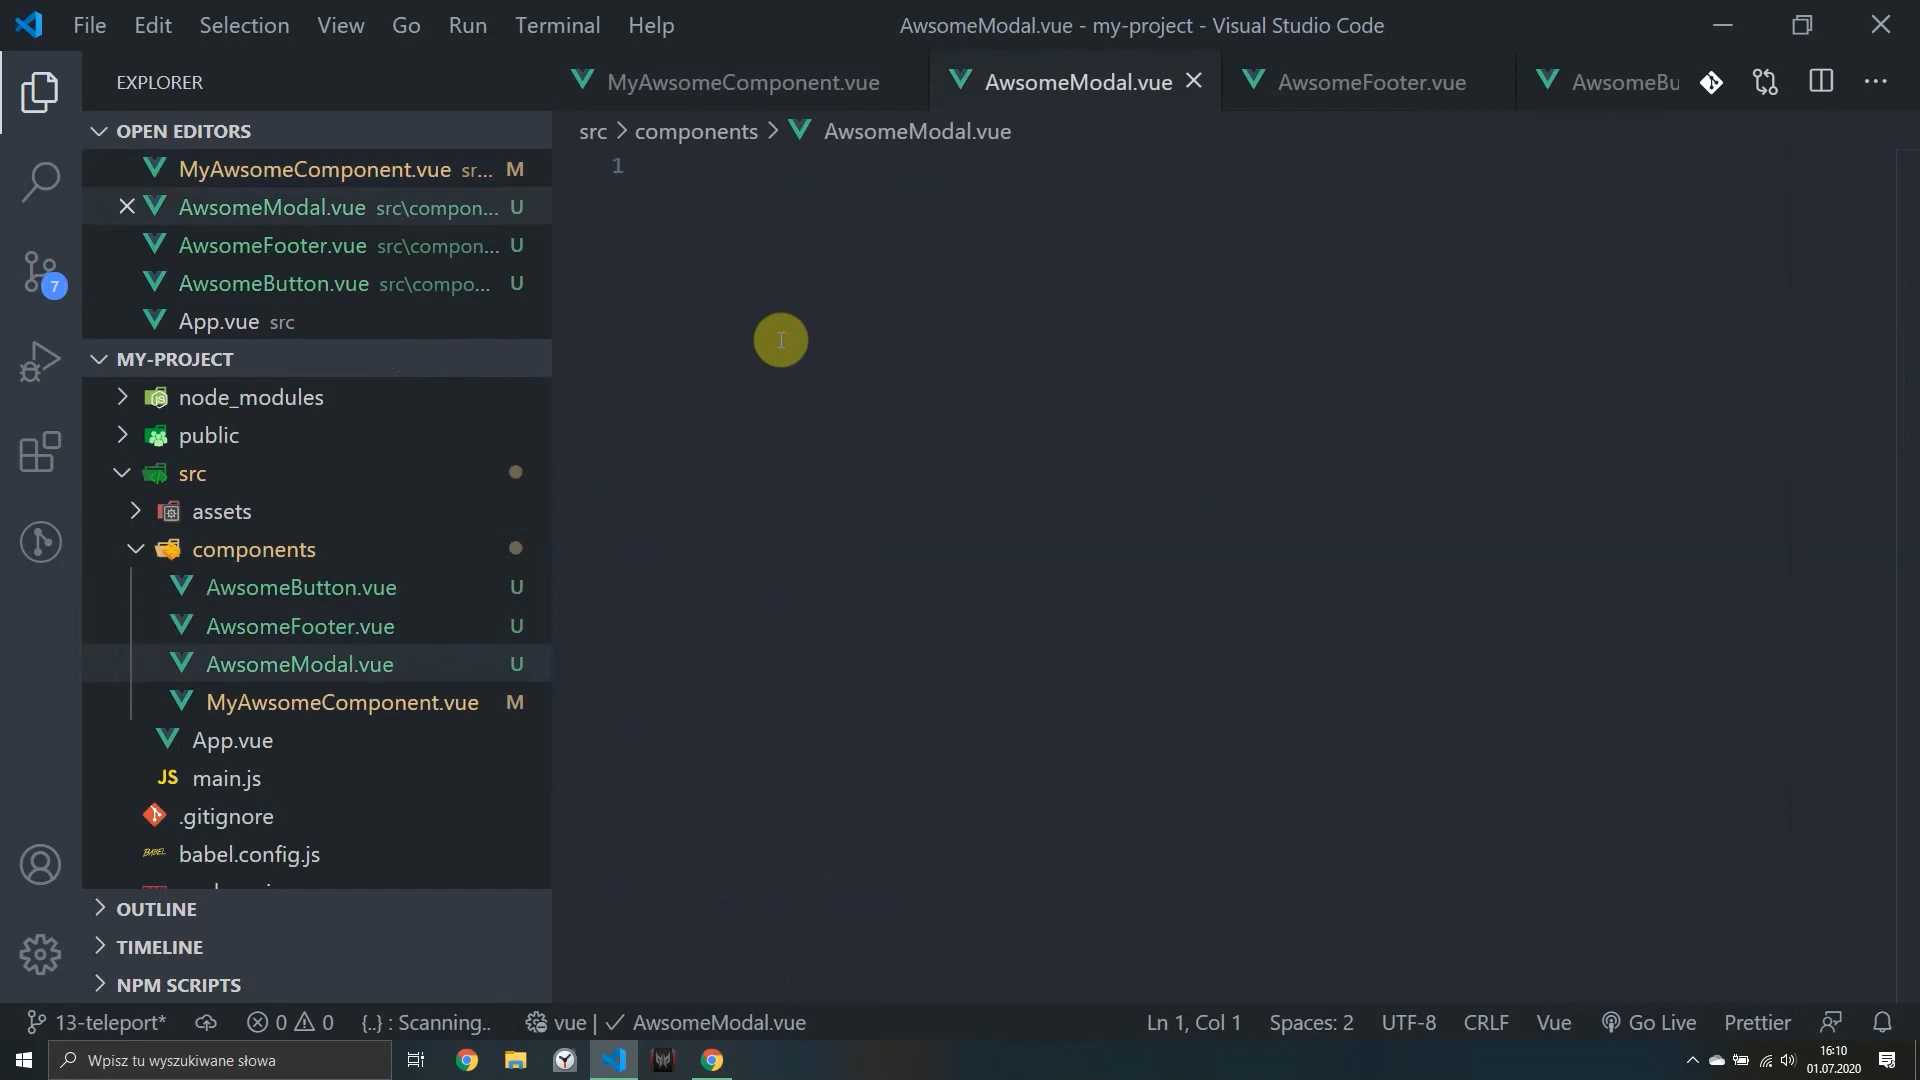 File Edit Selection View Go Run Terminal Help AwsomeModal.vue - my-project - Visual Studio Code
EXPLORER
MyAwsomeComponent.vue AwsomeModal.vue AwsomeFooter.vue AwsomeBu
OPEN EDITORS
src > components > AwsomeModal.vue
1
MyAwsomeComponent.vue sr... M
AwsomeModal.vue src\compon... U
AwsomeFooter.vue src\compon... U
AwsomeButton.vue src\compo... U
App.vue src
7
MY-PROJECT
node_modules
public
src
assets
components
AwsomeButton.vue U
AwsomeFooter.vue U
AwsomeModal.vue U
MyAwsomeComponent.vue M
App.vue
JS main.js
.gitignore
BABEL babel.config.js
OUTLINE
TIMELINE
NPM SCRIPTS
13-teleport* 0 0 {..} : Scanning.. vue | AwsomeModal.vue Ln 1, Col 1 Spaces: 2 UTF-8 CRLF Vue Go Live Prettier
Wpisz tu wyszukiwane słowa
16:10
01.07.2020